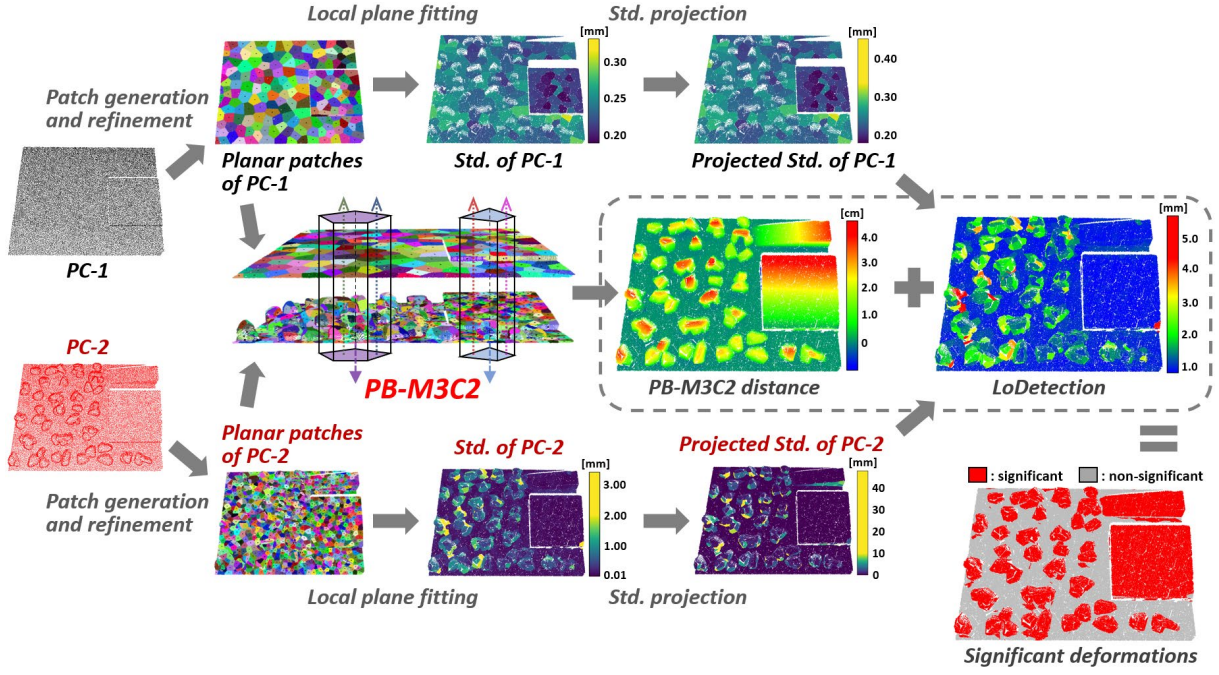 Local plane fitting
Std. projection
Patch generation
and refinement
[mm]
0.30
0.25
0.20
[mm]
0.40
0.30
0.20
Planar patches
of PC-1
Std. of PC-1
Projected Std. of PC-1
PC-1
[cm]
4.0
3.0
2.0
1.0
0
[mm]
5.0
4.0
3.0
2.0
1.0
PC-2
PB-M3C2
PB-M3C2 distance
LoDetection
Planar patches
of PC-2
Std. of PC-2
Projected Std. of PC-2
Patch generation
and refinement
[mm]
3.00
2.00
1.00
0.01
[mm]
40
30
20
10
0
: significant
: non-significant
Local plane fitting
Std. projection
Significant deformations